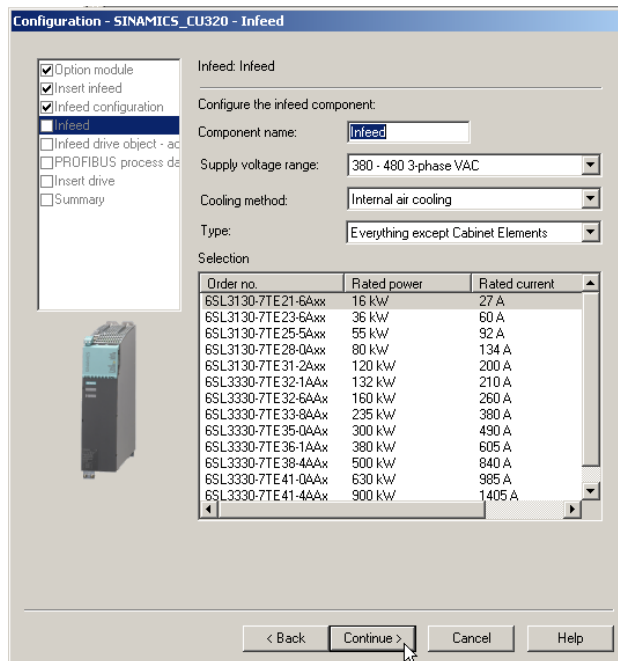 Configuration - SINAMICS_CU320 - Infeed
Option module
Insert infeed
Infeed configuration
Infeed
Infeed drive object - ac
PROFIBUS process da
Insert drive
Summary
Infeed: Infeed
Configure the infeed component:
Component name: Infeed
Supply voltage range: 380 - 480 3-phase VAC
Cooling method: Internal air cooling
Type: Everything except Cabinet Elements
Selection
Order no. Rated power Rated current
6SL3130-7TE21-6Axx 16 kW 27 A
6SL3130-7TE23-6Axx 36 kW 60 A
6SL3130-7TE25-5Axx 55 kW 92 A
6SL3130-7TE28-0Axx 80 kW 134 A
6SL3130-7TE31-2Axx 120 kW 200 A
6SL3330-7TE32-1AAx 132 kW 210 A
6SL3330-7TE32-6AAx 160 kW 260 A
6SL3330-7TE33-8AAx 235 kW 380 A
6SL3330-7TE35-0AAx 300 kW 490 A
6SL3330-7TE36-1AAx 380 kW 605 A
6SL3330-7TE38-4AAx 500 kW 840 A
6SL3330-7TE41-0AAx 630 kW 985 A
6SL3330-7TE41-4AAx 900 kW 1405 A
< Back Continue > Cancel Help